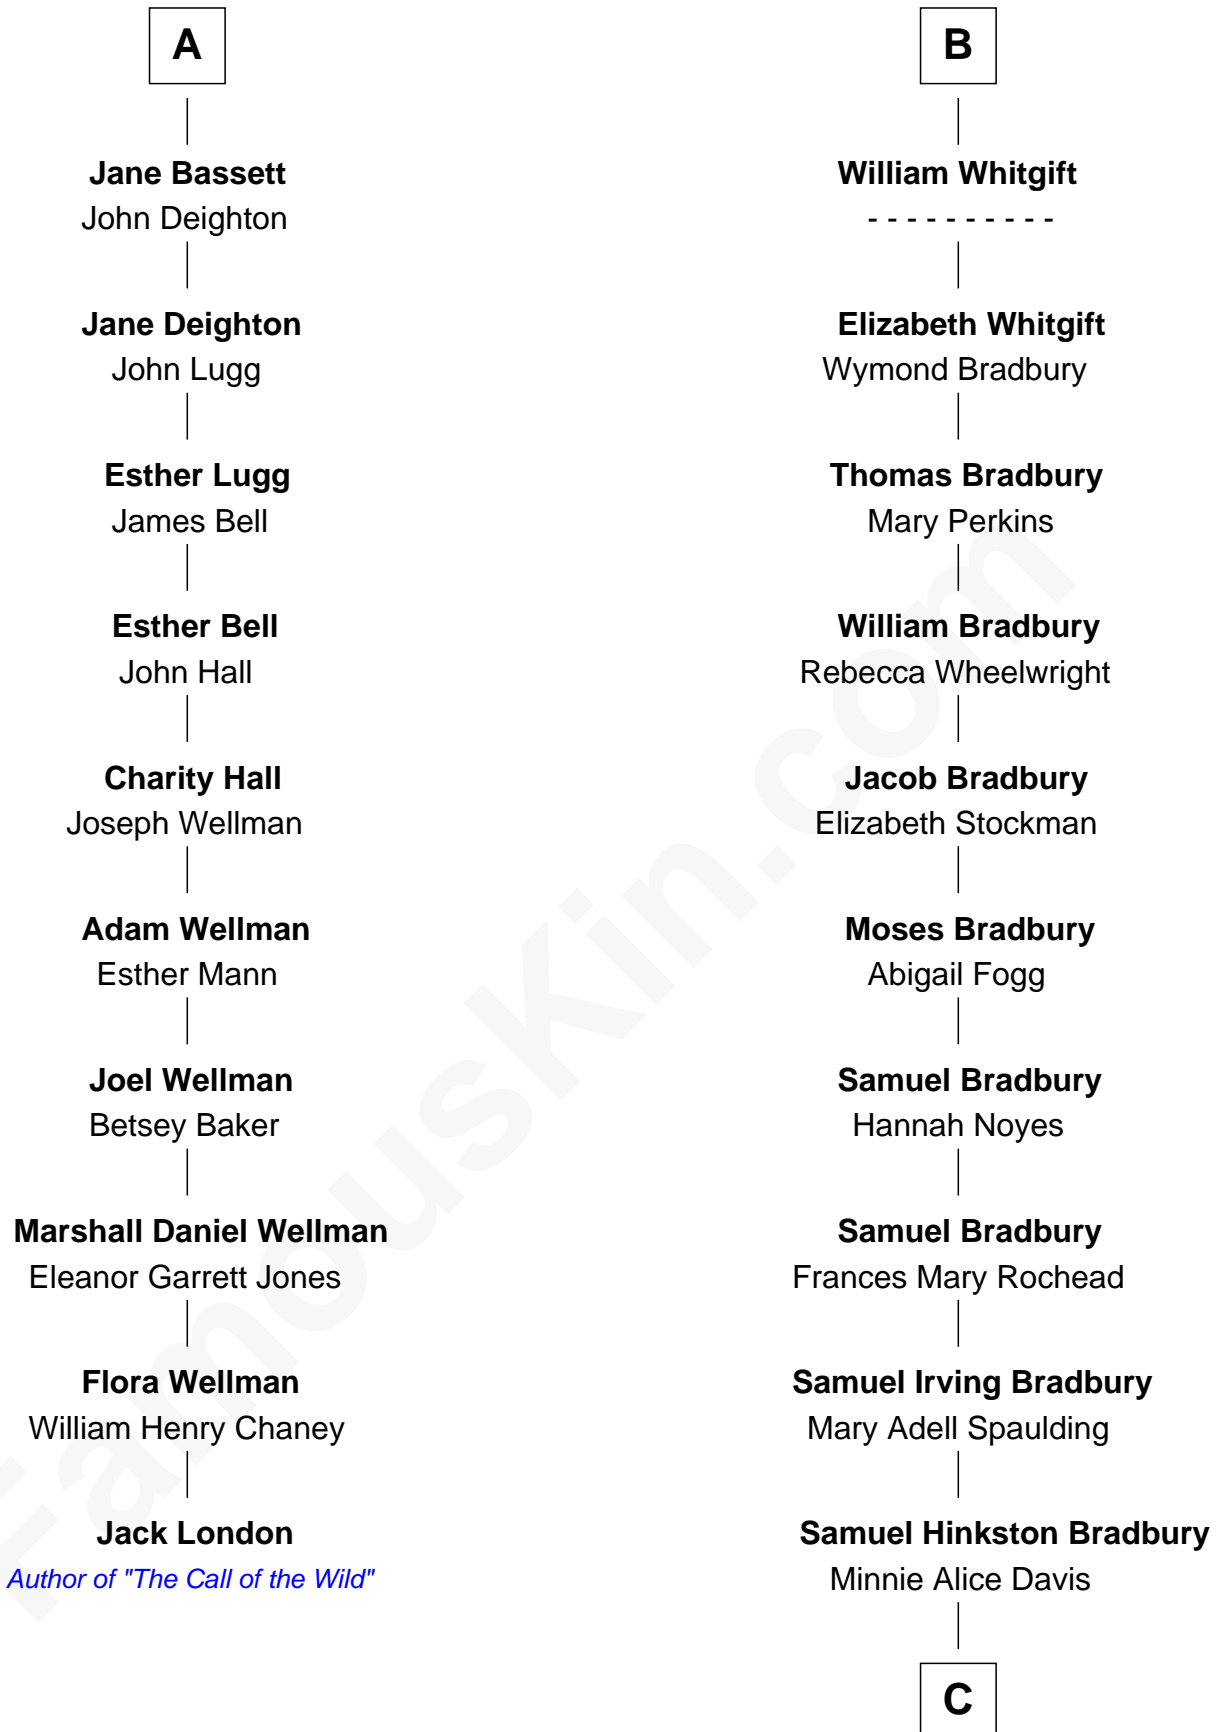 A
Jane Bassett
John Deighton
Jane Deighton
John Lugg
Esther Lugg
James Bell
Esther Bell
John Hall
Charity Hall
Joseph Wellman
Adam Wellman
Esther Mann
Joel Wellman
Betsey Baker
Marshall Daniel Wellman
Eleanor Garrett Jones
Flora Wellman
William Henry Chaney
Jack London
Author of "The Call of the Wild"
B
William Whitgift
- - - - - - - - - -
Elizabeth Whitgift
Wymond Bradbury
Thomas Bradbury
Mary Perkins
William Bradbury
Rebecca Wheelwright
Jacob Bradbury
Elizabeth Stockman
Moses Bradbury
Abigail Fogg
Samuel Bradbury
Hannah Noyes
Samuel Bradbury
Frances Mary Rochead
Samuel Irving Bradbury
Mary Adell Spaulding
Samuel Hinkston Bradbury
Minnie Alice Davis
C
FamousKin.com